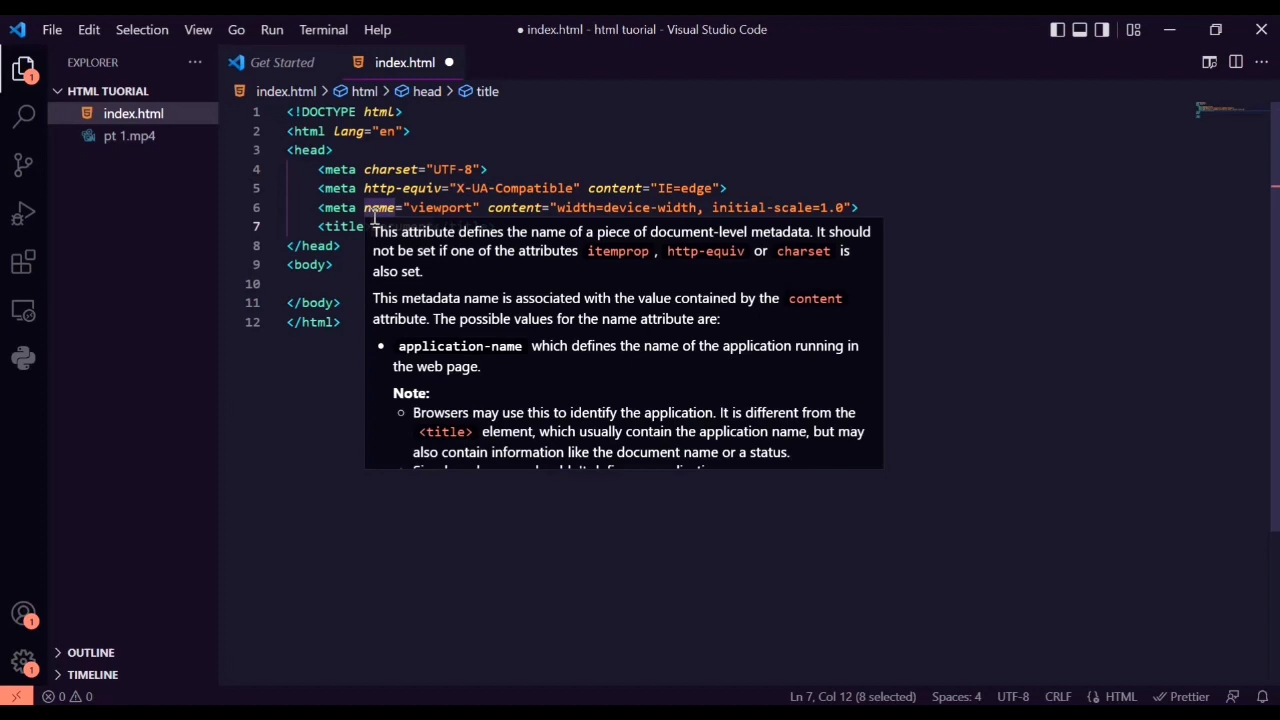 File Edit Selection View Go Run Terminal Help
● index.html - html tuorial - Visual Studio Code
EXPLORER
Get Started
index.html
HTML TUTORIAL
index.html
pt 1.mp4
index.html > html > head > title
1 <!DOCTYPE html>
2 <html lang="en">
3 <head>
4 <meta charset="UTF-8">
5 <meta http-equiv="X-UA-Compatible" content="IE=edge">
6 <meta name="viewport" content="width=device-width, initial-scale=1.0">
7 <title
8 </head>
9 <body>
10
11 </body>
12 </html>
This attribute defines the name of a piece of document-level metadata. It should
not be set if one of the attributes itemprop , http-equiv or charset is
also set.
This metadata name is associated with the value contained by the content
attribute. The possible values for the name attribute are:
• application-name which defines the name of the application running in
the web page.
Note:
○ Browsers may use this to identify the application. It is different from the
<title> element, which usually contain the application name, but may
also contain information like the document name or a status.
1
1
1
OUTLINE
TIMELINE
0 0
Ln 7, Col 12 (8 selected) Spaces: 4 UTF-8 CRLF HTML Prettier